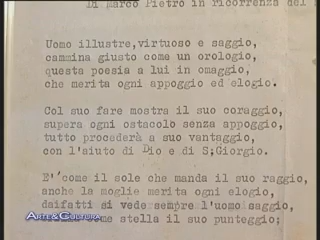 Di Marco Pietro in ricorrenza del
Uomo illustre,virtuoso e saggio,
cammina giusto come un orologio,
questa poesia a lui in omaggio,
che merita ogni appoggio ed elogio.
Col suo fare mostra il suo coraggio,
supera ogni ostacolo senza appoggio,
tutto procederà a suo vantaggio,
con l'aiuto di Dio e di S;Giorgio.
E' come il sole che manda il suo raggio,
anche la moglie merita ogni elogio,
daifatti si vede sempre l'uomo saggio,
come stella il suo punteggio;
ARTE & CULTURA